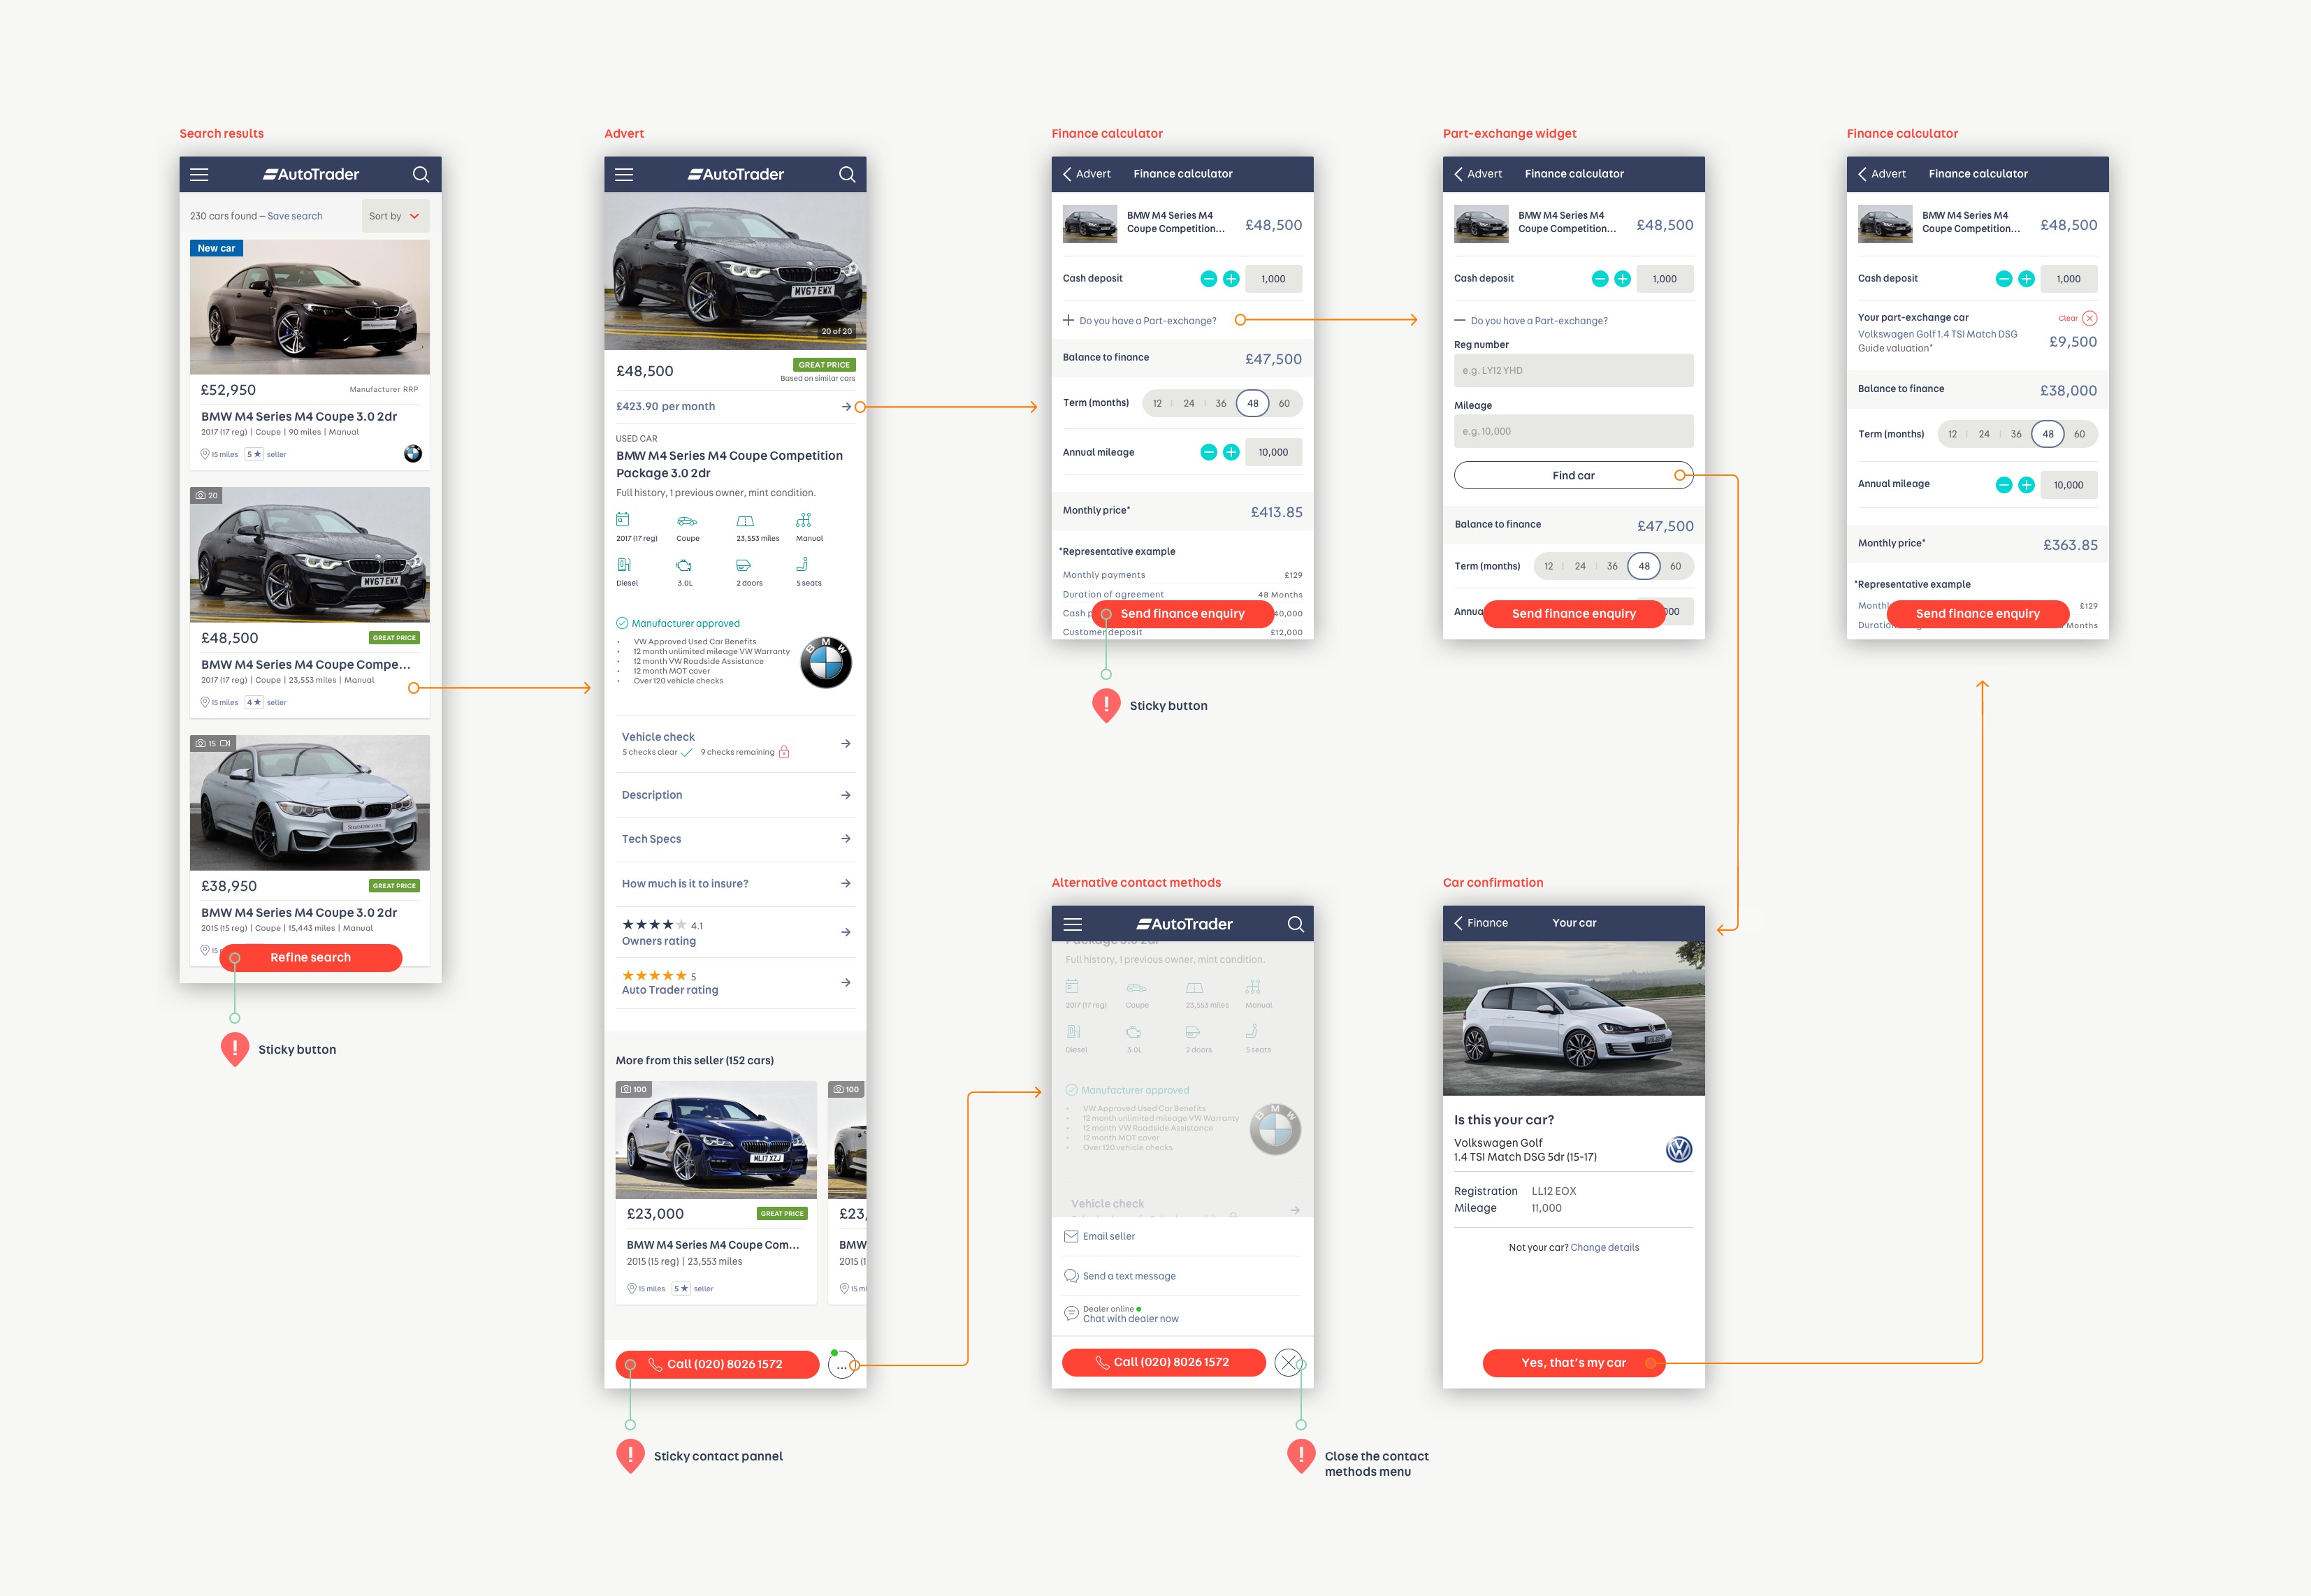 Search results
AutoTrader
230 cars found – Save search
Sort by
New car
£52,950
Manufacturer RRP
BMW M4 Series M4 Coupe 3.0 2dr
2017 (17 reg) | Coupe | 90 miles | Manual
15 miles 5★ seller
20
MV67 EWX
£48,500
GREAT PRICE
BMW M4 Series M4 Coupe Compe...
2017 (17 reg) | Coupe | 23,553 miles | Manual
15 miles 4★ seller
15
£38,950
GREAT PRICE
BMW M4 Series M4 Coupe 3.0 2dr
2015 (15 reg) | Coupe | 15,443 miles | Manual
Refine search
Sticky button
Advert
AutoTrader
MV67 EWX
20 of 20
£48,500
GREAT PRICE
Based on similar cars
£423.90 per month
USED CAR
BMW M4 Series M4 Coupe Competition
Package 3.0 2dr
Full history, 1 previous owner, mint condition.
2017 (17 reg) Coupe 23,553 miles Manual
Diesel 3.0L 2 doors 5 seats
Manufacturer approved
• VW Approved Used Car Benefits
• 12 month unlimited mileage VW Warranty
• 12 month VW Roadside Assistance
• 12 month MOT cover
• Over 120 vehicle checks
BMW
Vehicle check
5 checks clear 9 checks remaining
Description
Tech Specs
How much is it to insure?
4.1
Owners rating
5
Auto Trader rating
More from this seller (152 cars)
100
100
ML17 XZJ
£23,000
GREAT PRICE
£23,
BMW M4 Series M4 Coupe Com...
BMW
2015 (15 reg) | 23,553 miles
2015 (1
15 miles 5★ seller
15 mi
Call (020) 8026 1572
...
Sticky contact pannel
Finance calculator
Advert Finance calculator
BMW M4 Series M4
Coupe Competition...
£48,500
Cash deposit 1,000
Do you have a Part-exchange?
Balance to finance £47,500
Term (months) 12 24 36 48 60
Annual mileage 10,000
Monthly price* £413.85
*Representative example
Monthly payments £129
Duration of agreement 48 Months
Cash p 40,000
Customer deposit £12,000
Send finance enquiry
Sticky button
Part-exchange widget
Advert Finance calculator
BMW M4 Series M4
Coupe Competition...
£48,500
Cash deposit 1,000
Do you have a Part-exchange?
Reg number
e.g. LY12 YHD
Mileage
e.g. 10,000
Find car
Balance to finance £47,500
Term (months) 12 24 36 48 60
Annua 000
Send finance enquiry
Finance calculator
Advert Finance calculator
BMW M4 Series M4
Coupe Competition...
£48,500
Cash deposit 1,000
Your part-exchange car
Clear
Volkswagen Golf 1.4 TSI Match DSG
Guide valuation*
£9,500
Balance to finance £38,000
Term (months) 12 24 36 48 60
Annual mileage 10,000
Monthly price* £363.85
*Representative example
Monthl £129
Duration Months
Send finance enquiry
Alternative contact methods
AutoTrader
Package 3.0 2dr
Full history, 1 previous owner, mint condition.
2017 (17 reg) Coupe 23,553 miles Manual
Diesel 3.0L 2 doors 5 seats
Manufacturer approved
• VW Approved Used Car Benefits
• 12 month unlimited mileage VW Warranty
• 12 month VW Roadside Assistance
• 12 month MOT cover
• Over 120 vehicle checks
BMW
Vehicle check
Email seller
Send a text message
Dealer online
Chat with dealer now
Call (020) 8026 1572
Close the contact
methods menu
Car confirmation
Finance Your car
Is this your car?
Volkswagen Golf
1.4 TSI Match DSG 5dr (15-17)
Registration LL12 EOX
Mileage 11,000
Not your car? Change details
Yes, that's my car